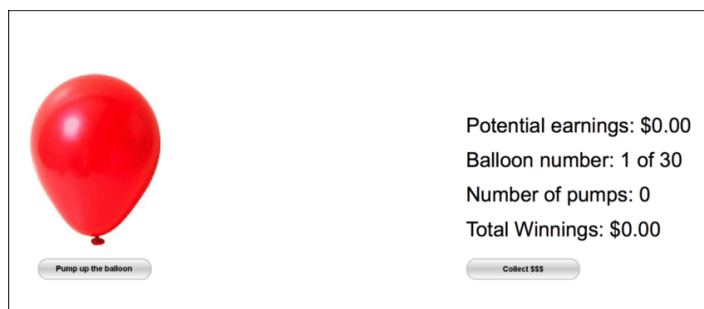 Potential earnings: $0.00
Balloon number: 1 of 30
Number of pumps: 0
Total Winnings: $0.00
Pump up the balloon
Collect $$$